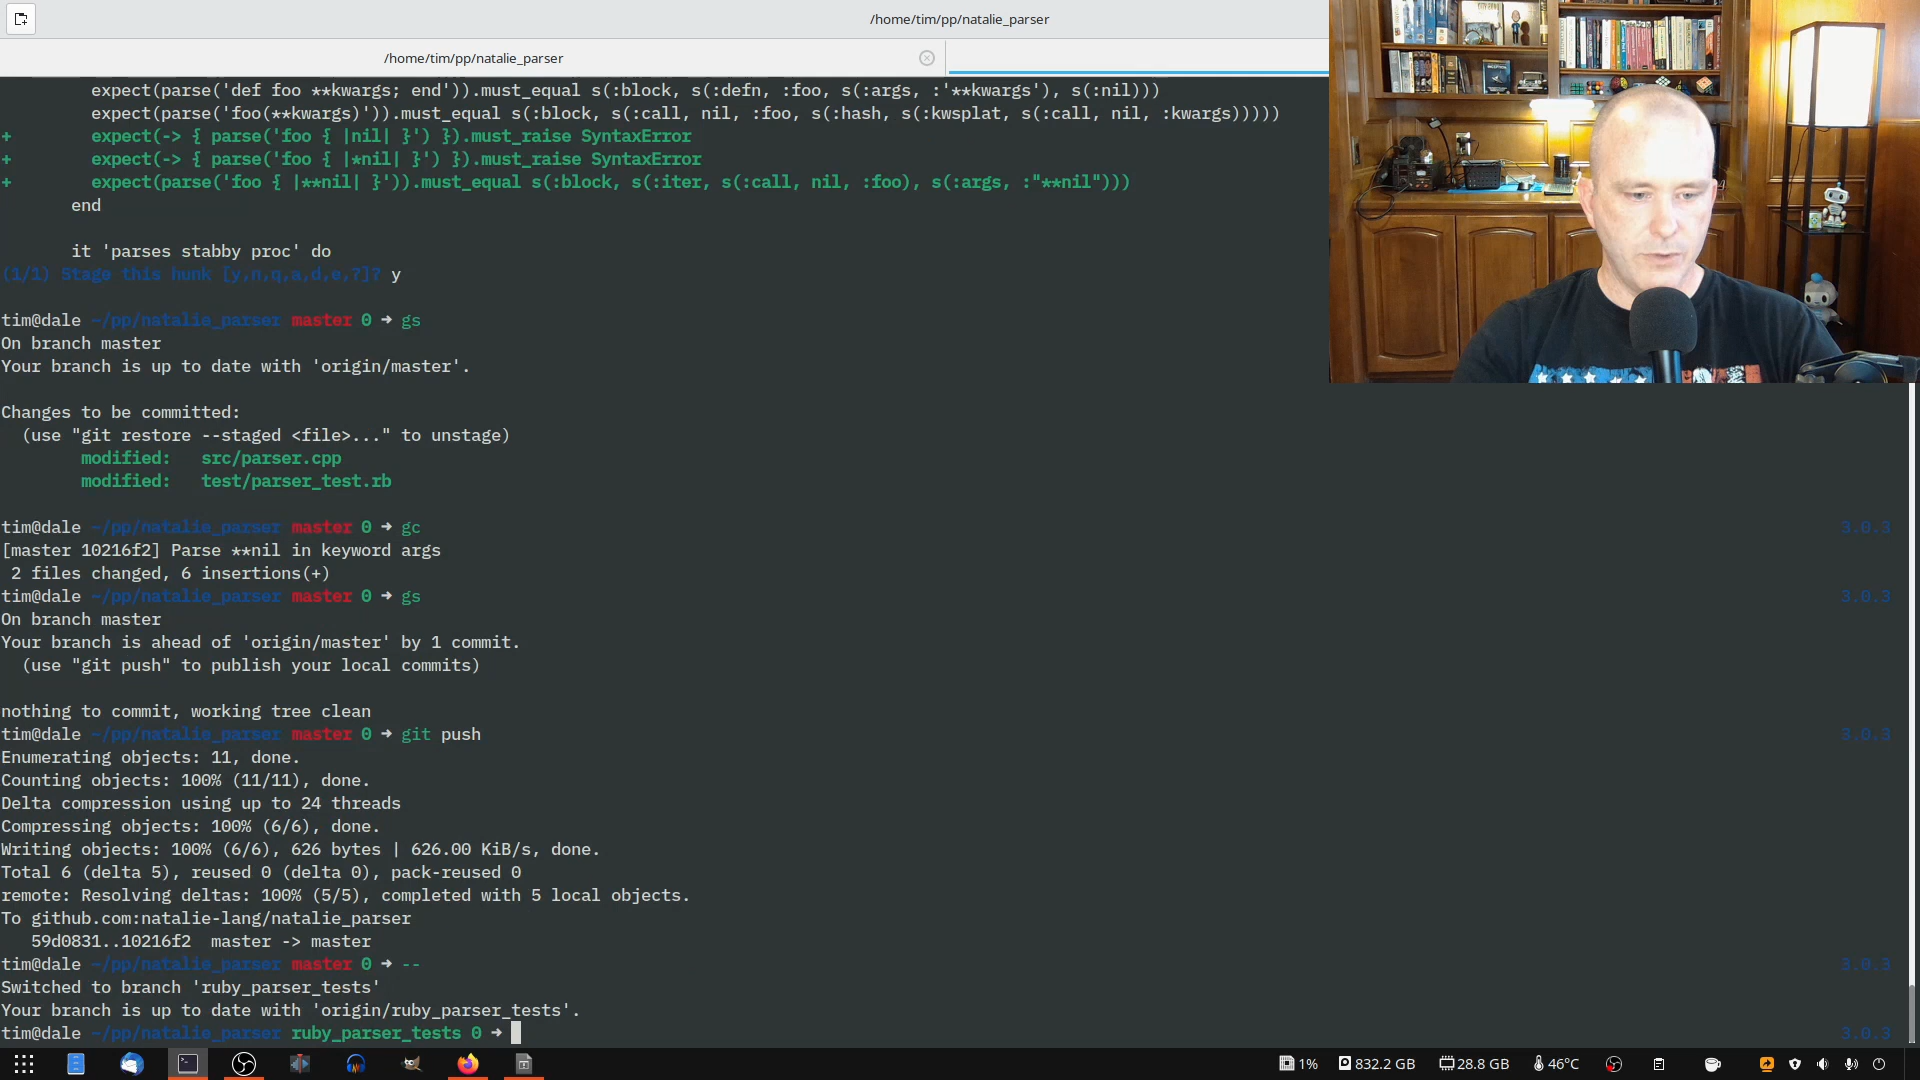 /home/tim/pp/natalie_parser
/home/tim/pp/natalie_parser
expect(parse('def foo **kwargs; end')).must_equal s(:block, s(:defn, :foo, s(:args, :'**kwargs'), s(:nil)))
expect(parse('foo(**kwargs)')).must_equal s(:block, s(:call, nil, :foo, s(:hash, s(:kwsplat, s(:call, nil, :kwargs)))))
+ expect(-> { parse('foo { |nil| }') }).must_raise SyntaxError
+ expect(-> { parse('foo { |*nil| }') }).must_raise SyntaxError
+ expect(parse('foo { |**nil| }')).must_equal s(:block, s(:iter, s(:call, nil, :foo), s(:args, :"**nil")))
end
it 'parses stabby proc' do
(1/1) Stage this hunk [y,n,q,a,d,e,?]? y
tim@dale ~/pp/natalie_parser master 0 ➜ gs
On branch master
Your branch is up to date with 'origin/master'.
Changes to be committed:
(use "git restore --staged <file>..." to unstage)
modified: src/parser.cpp
modified: test/parser_test.rb
tim@dale ~/pp/natalie_parser master 0 ➜ gc 3.0.3
[master 10216f2] Parse **nil in keyword args
2 files changed, 6 insertions(+)
tim@dale ~/pp/natalie_parser master 0 ➜ gs 3.0.3
On branch master
Your branch is ahead of 'origin/master' by 1 commit.
(use "git push" to publish your local commits)
nothing to commit, working tree clean
tim@dale ~/pp/natalie_parser master 0 ➜ git push 3.0.3
Enumerating objects: 11, done.
Counting objects: 100% (11/11), done.
Delta compression using up to 24 threads
Compressing objects: 100% (6/6), done.
Writing objects: 100% (6/6), 626 bytes | 626.00 KiB/s, done.
Total 6 (delta 5), reused 0 (delta 0), pack-reused 0
remote: Resolving deltas: 100% (5/5), completed with 5 local objects.
To github.com:natalie-lang/natalie_parser
59d0831..10216f2 master -> master
tim@dale ~/pp/natalie_parser master 0 ➜ -- 3.0.3
Switched to branch 'ruby_parser_tests'
Your branch is up to date with 'origin/ruby_parser_tests'.
tim@dale ~/pp/natalie_parser ruby_parser_tests 0 ➜ 3.0.3
1% 832.2 GB 28.8 GB 46°C